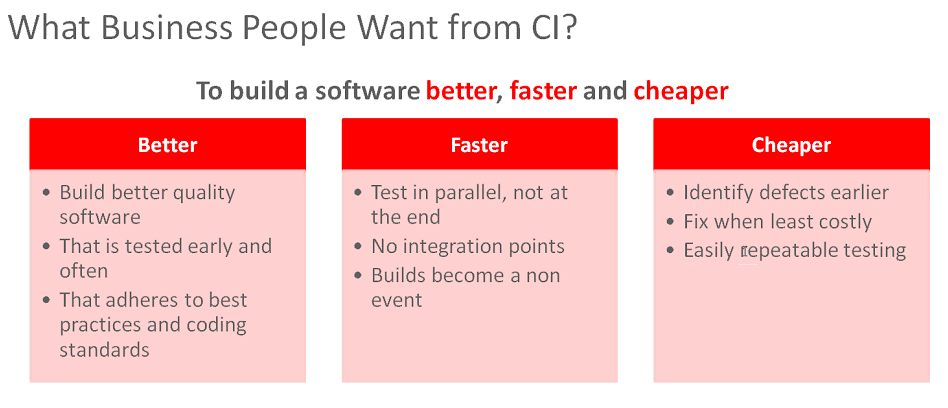 What Business People Want from CI?
To build a software better, faster and cheaper
Better
• Build better quality
software
• That is tested early and
often
• That adheres to best
practices and coding
standards
Faster
• Test in parallel, not at
the end
• No integration points
• Builds become a non
event
Cheaper
• Identify defects earlier
• Fix when least costly
• Easily repeatable testing